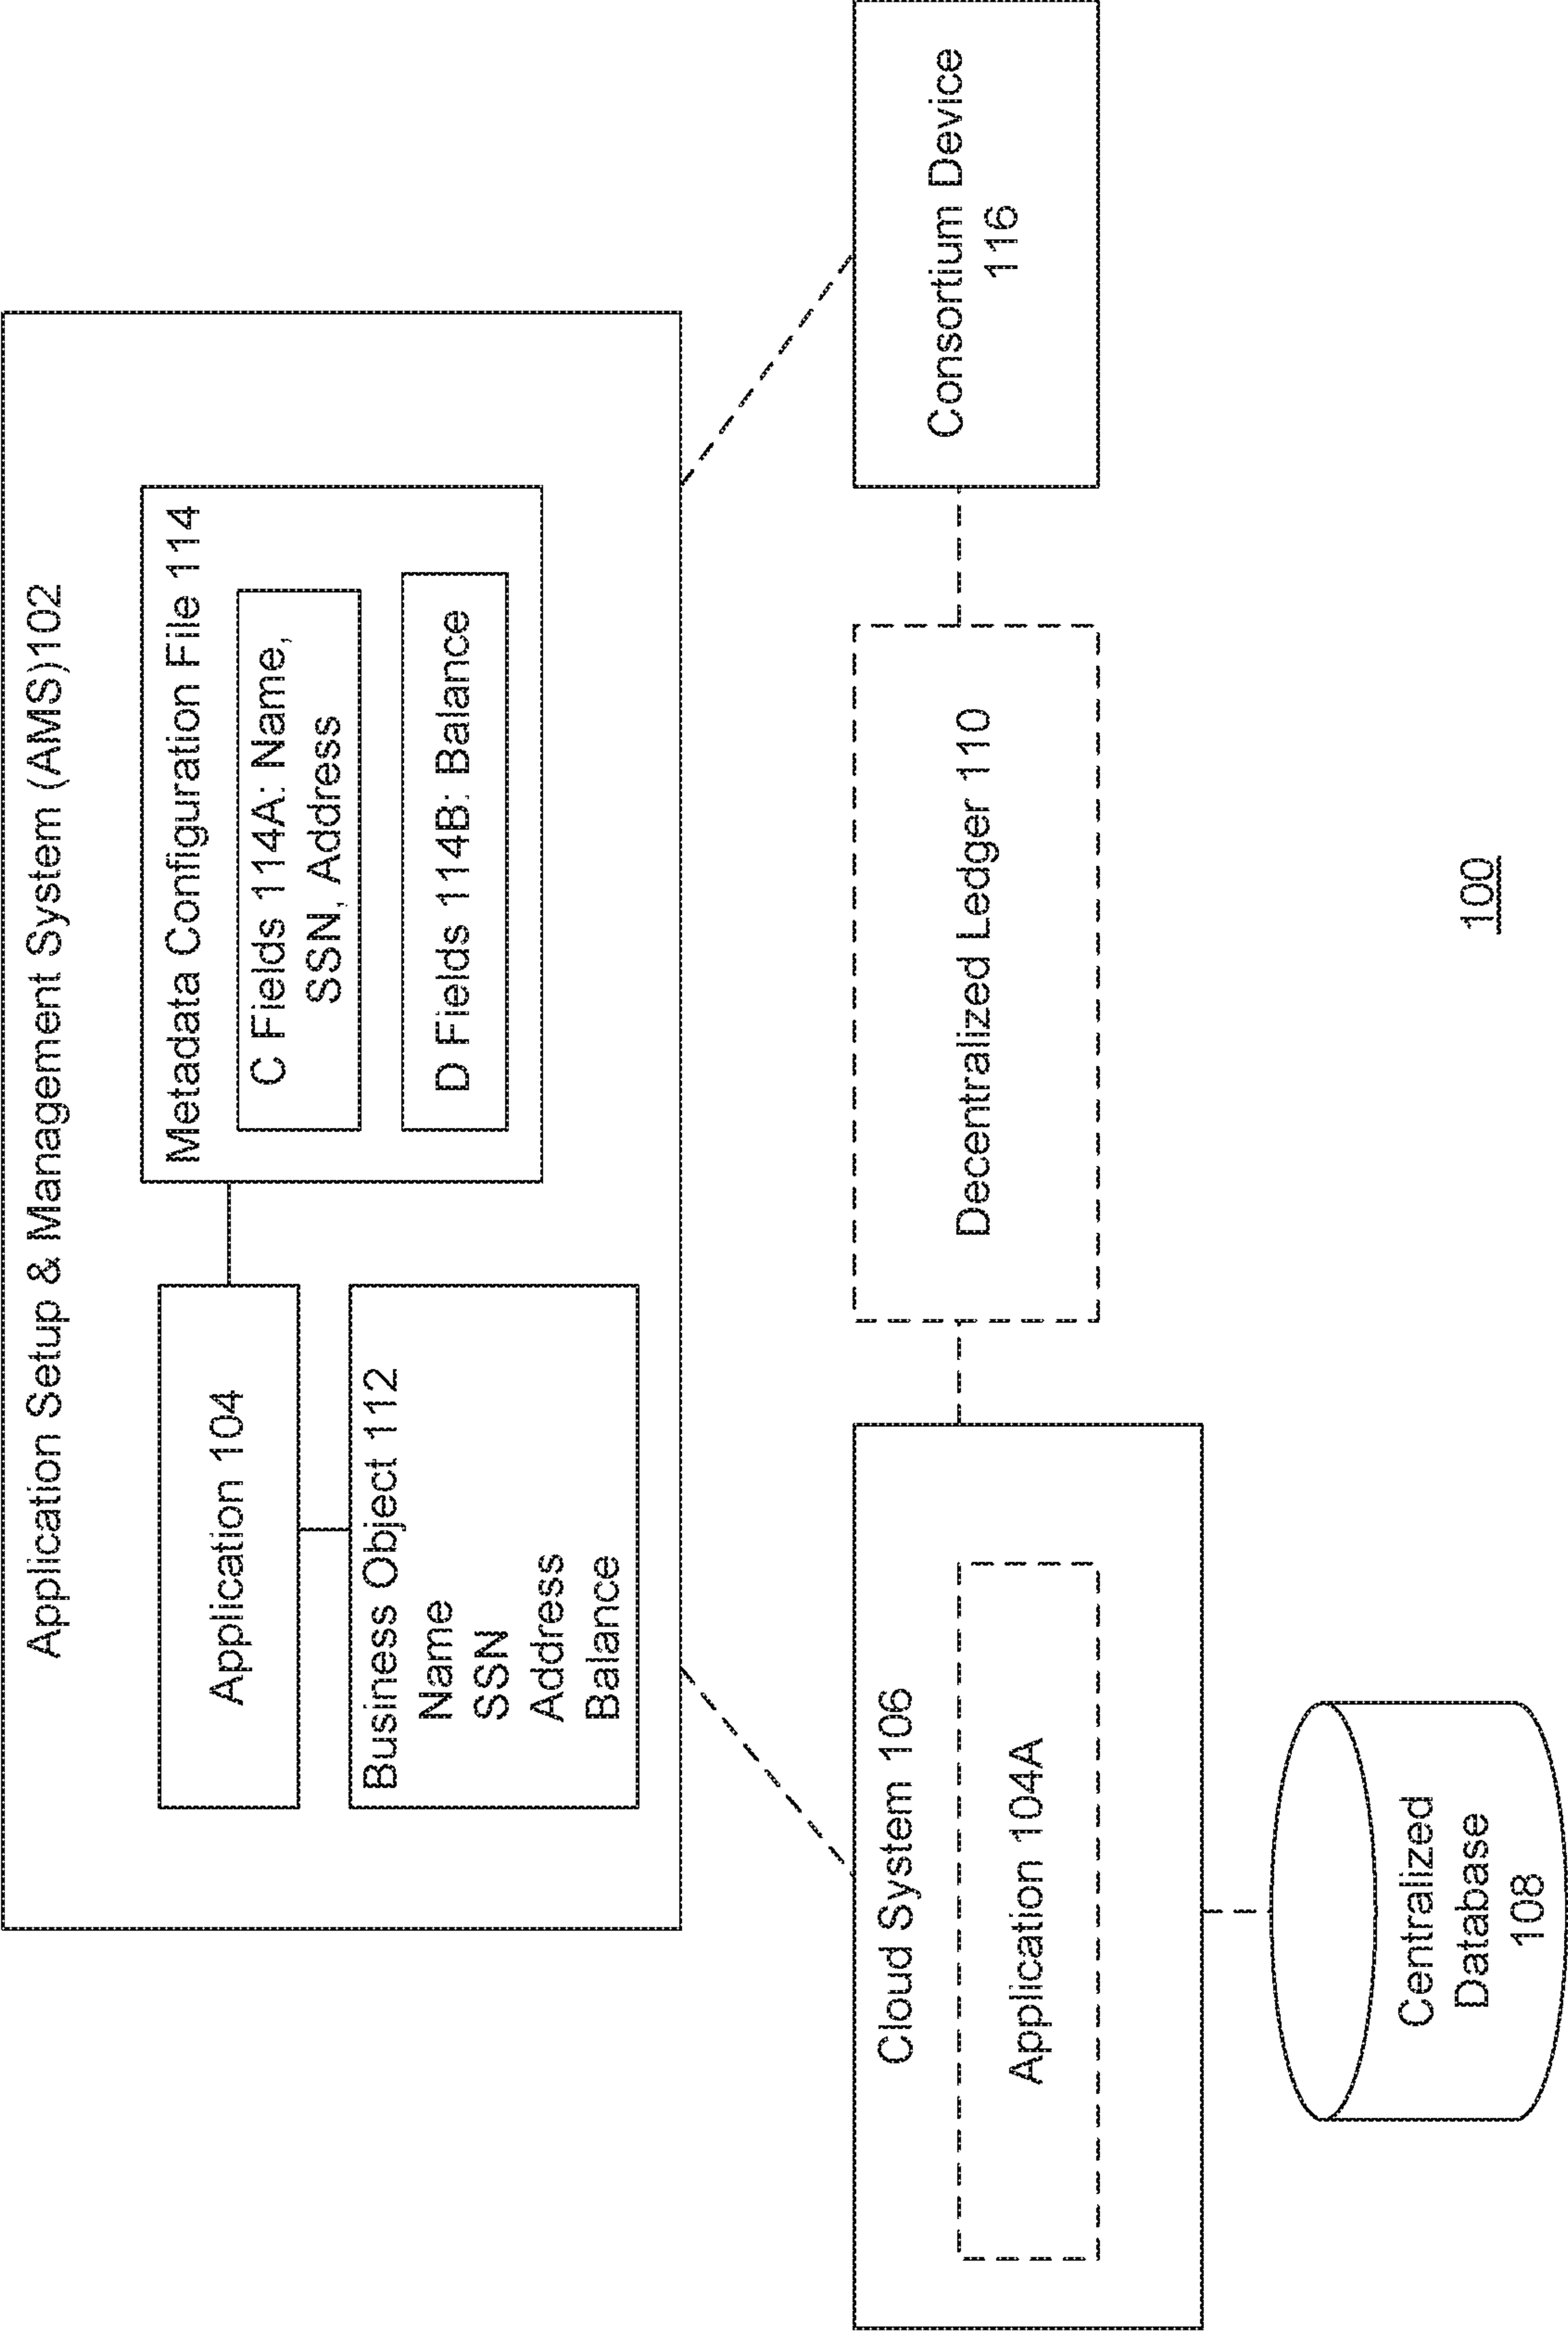 Application Setup & Management System (AMS)102
Application 104
Business Object 112
Name
SSN
Address
Balance
Metadata Configuration File 114
C Fields 114A: Name,
SSN, Address
D Fields 114B: Balance
Cloud System 106
Application 104A
Centralized
Database
108
Decentralized Ledger 110
Consortium Device
116
100